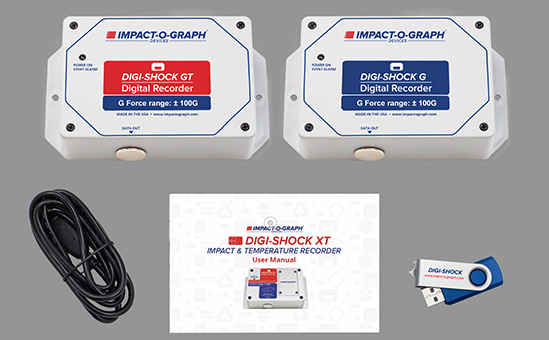 IMPACT-O-GRAPH
DEVICES
POWER ON
EVENT ALARM
DIGI-SHOCK GT
Digital Recorder
G Force range: ± 100G
MADE IN THE USA • www.impactograph.com
DATA OUT
IMPACT-O-GRAPH
DEVICES
POWER ON
EVENT ALARM
DIGI-SHOCK G
Digital Recorder
G Force range: ± 100G
MADE IN THE USA • www.impactograph.com
DATA OUT
IMPACT-O-GRAPH
DIGI-SHOCK XT
IMPACT & TEMPERATURE RECORDER
User Manual
DIGI-SHOCK
www.impactograph.com